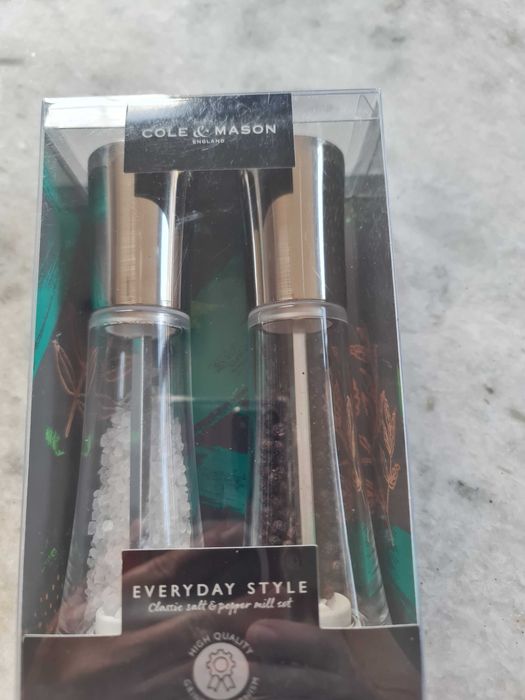 COLE & MASON
ENGLAND
EVERYDAY STYLE
Classic salt & pepper mill set
HIGH QUALITY